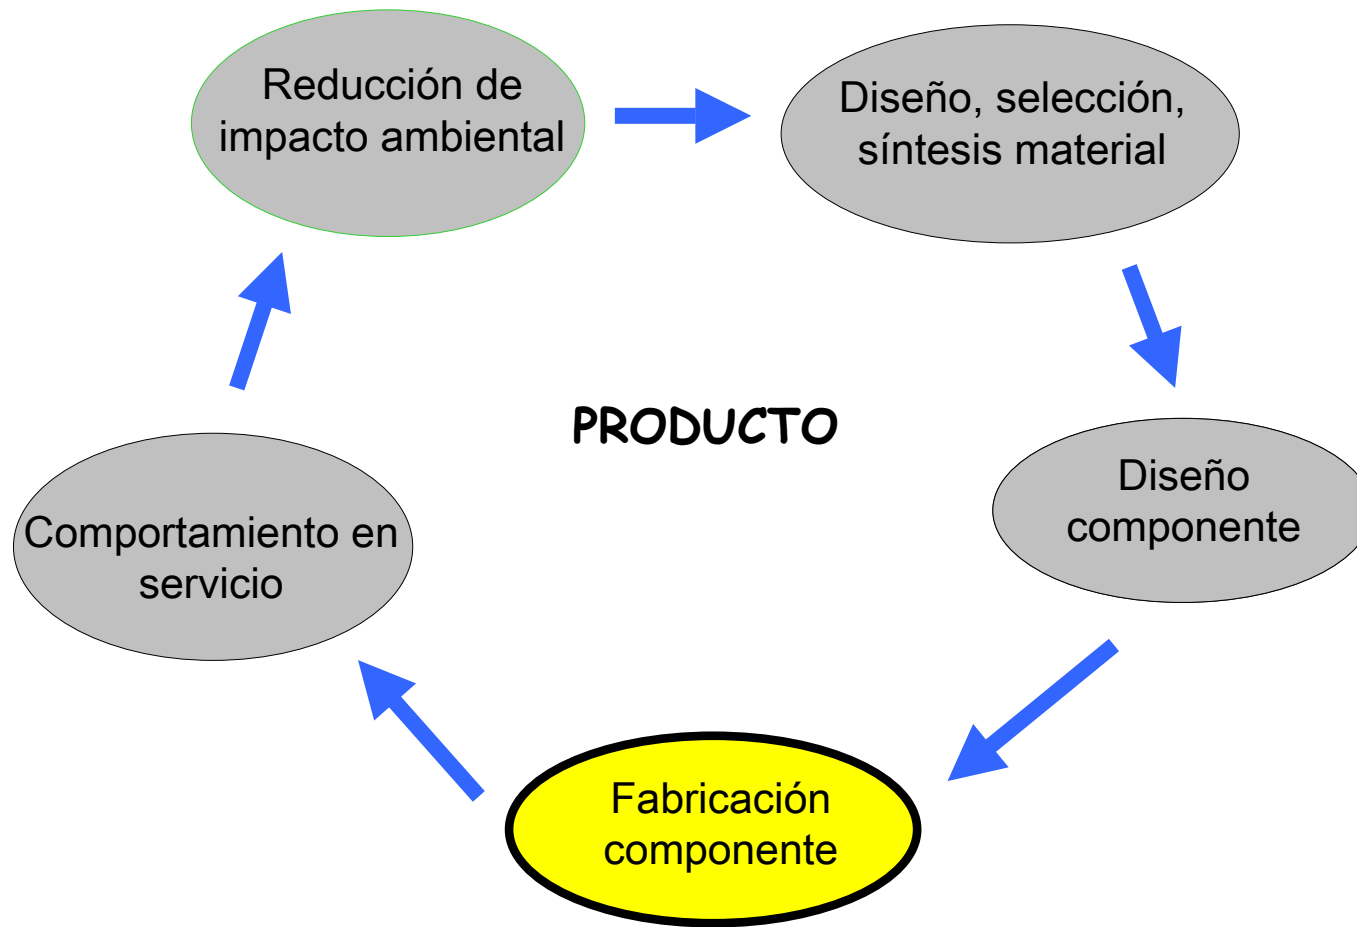 Reducción de
impacto ambiental
Diseño, selección,
síntesis material
PRODUCTO
Diseño
componente
Comportamiento en
servicio
Fabricación
componente